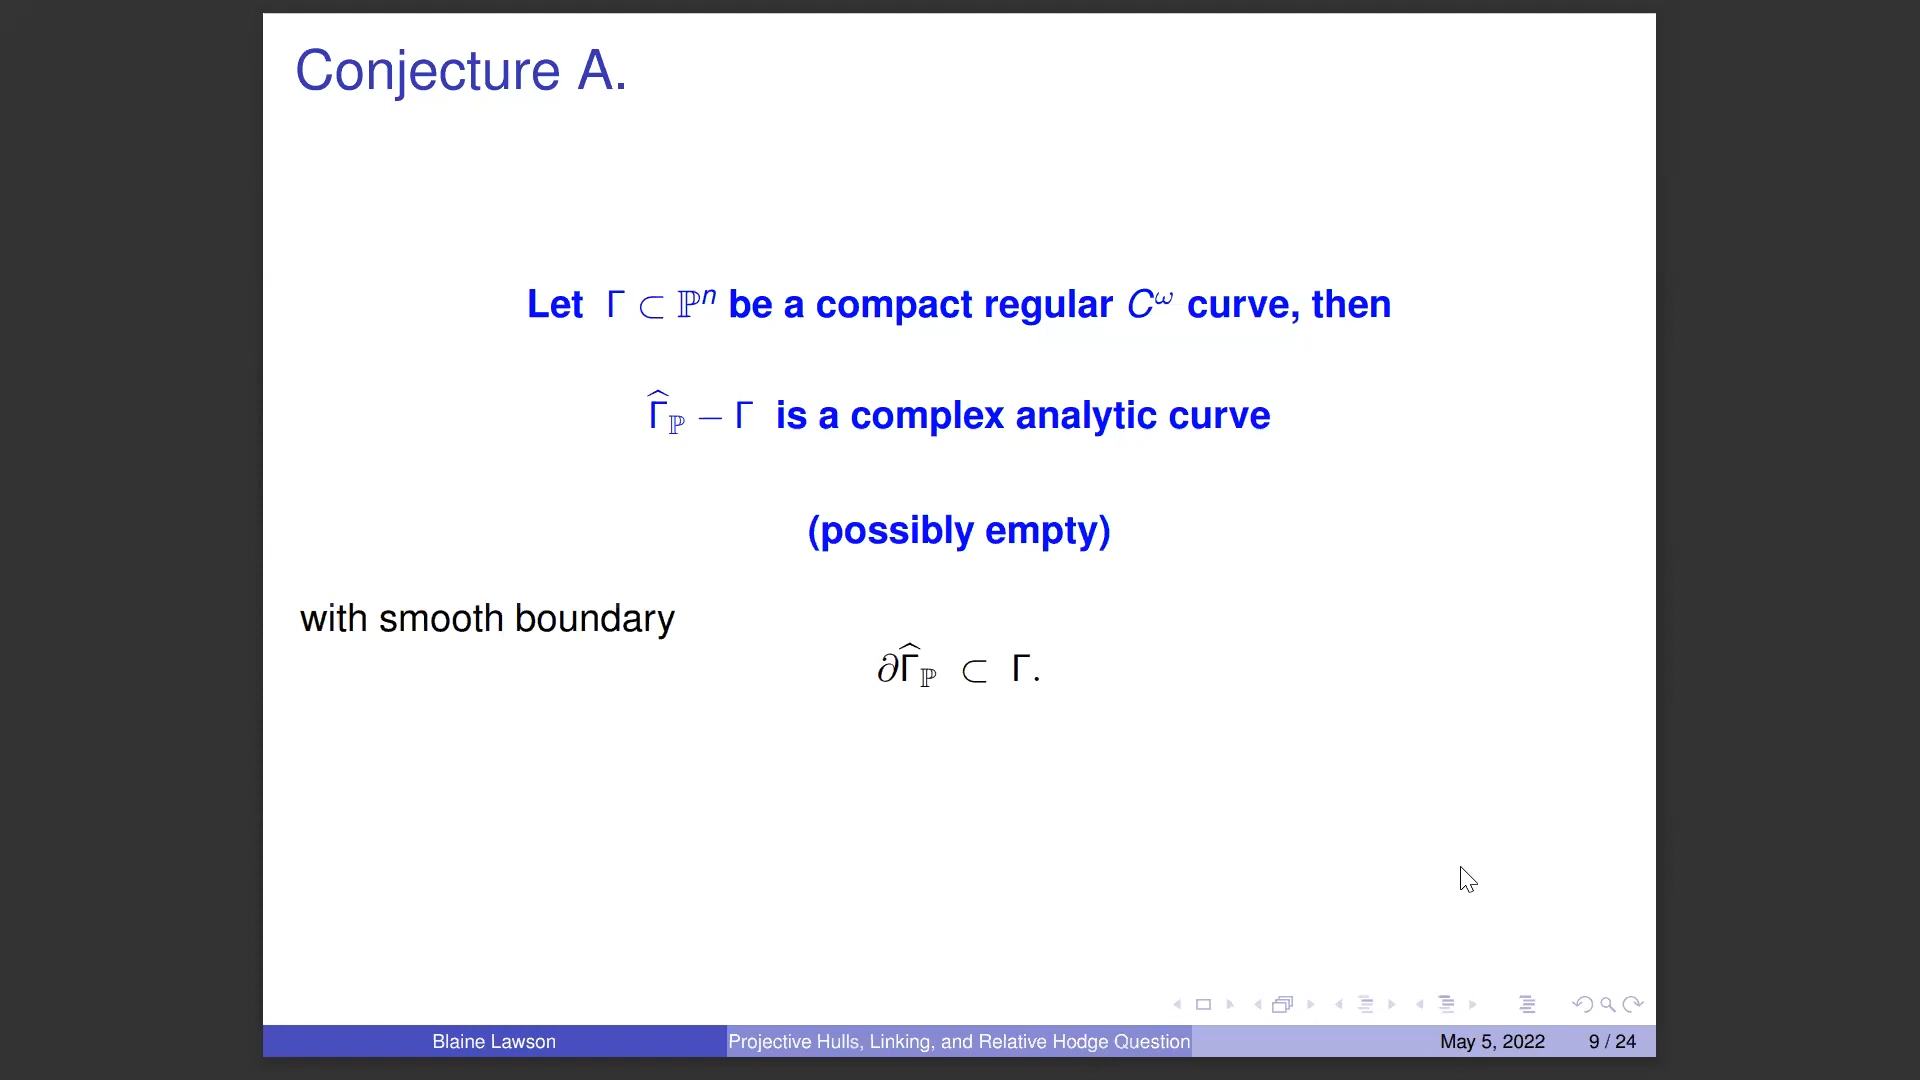 Conjecture A.
Let Γ ⊂ ℙⁿ be a compact regular C^ω curve, then
Γ̂_ℙ − Γ is a complex analytic curve
(possibly empty)
with smooth boundary
∂Γ̂_ℙ ⊂ Γ.
Blaine Lawson Projective Hulls, Linking, and Relative Hodge Question May 5, 2022 9 / 24